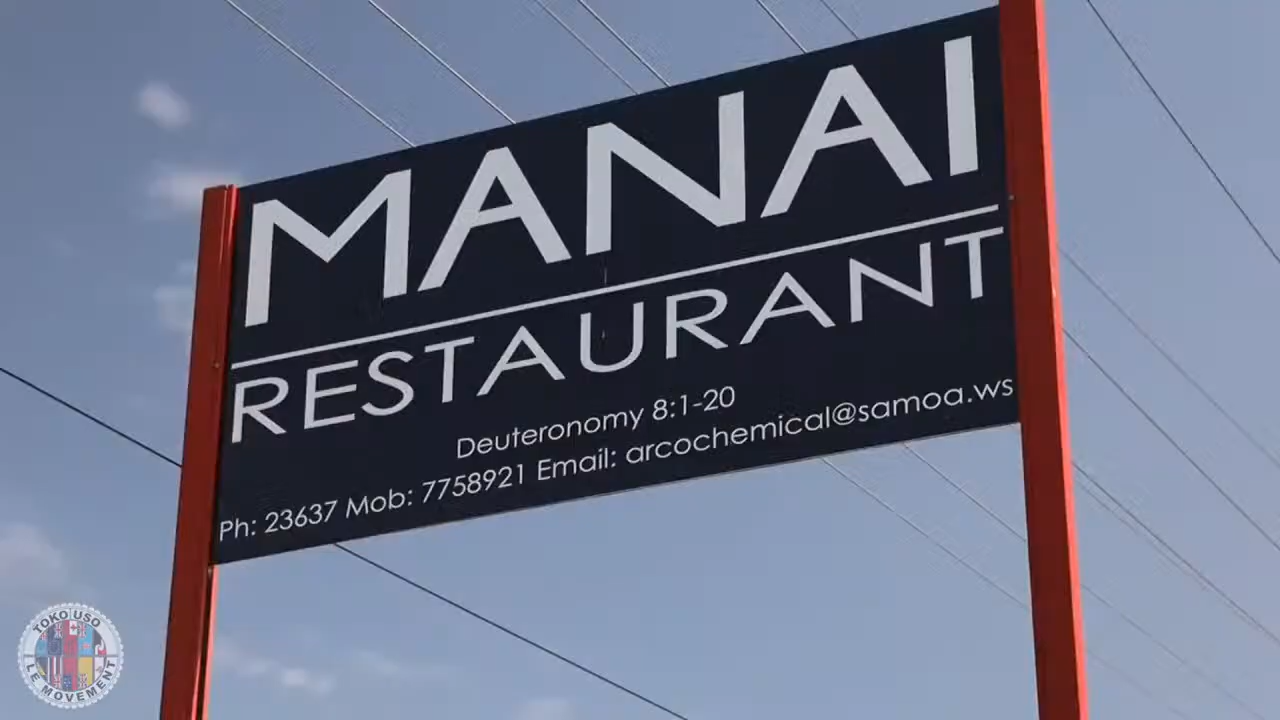 MANAI
RESTAURANT
Deuteronomy 8:1-20
Ph: 23637 Mob: 7758921 Email: arcochemical@samoa.ws
TOKO USO
LE MOVEMENT